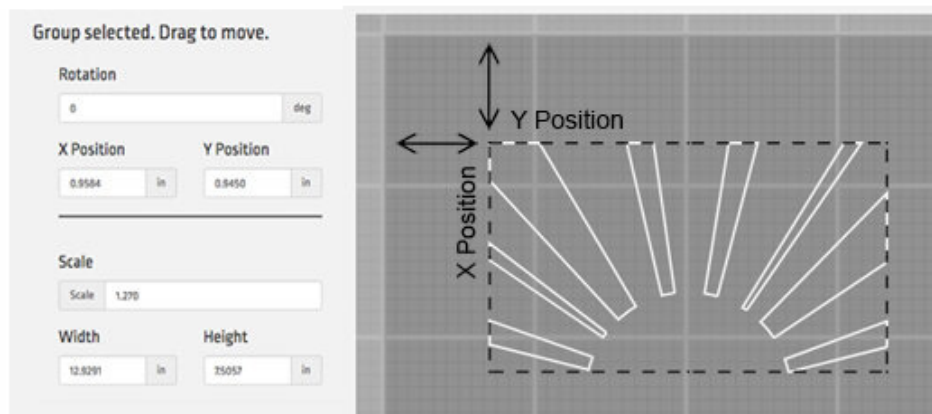 Group selected. Drag to move.
Rotation
0 deg
X Position Y Position
0.9584 in 0.9450 in
Scale
Scale 1.270
Width Height
12.9291 in 7.5057 in
Y Position
X Position